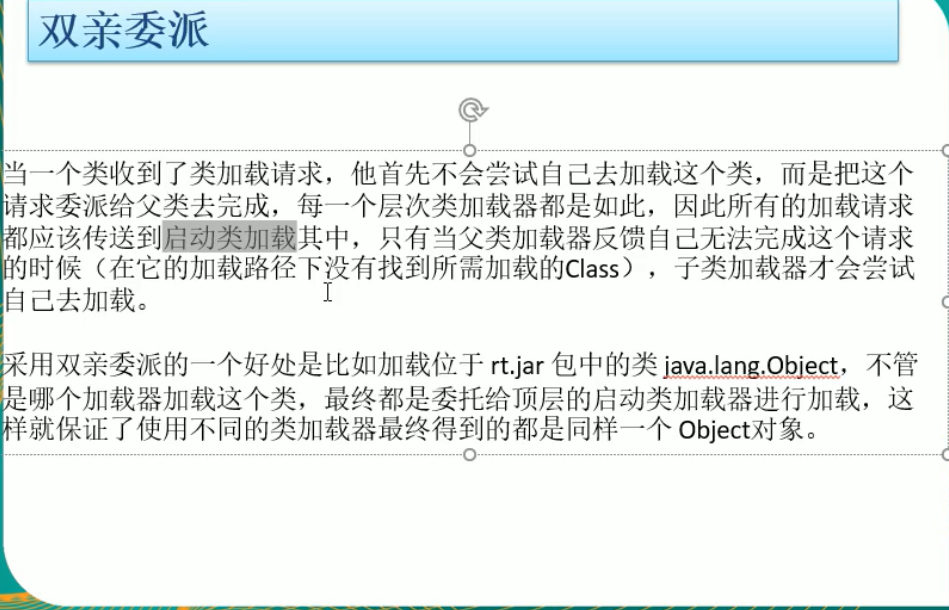 双亲委派
当一个类收到了类加载请求，他首先不会尝试自己去加载这个类，而是把这个
请求委派给父类去完成，每一个层次类加载器都是如此，因此所有的加载请求
都应该传送到启动类加载其中，只有当父类加载器反馈自己无法完成这个请求
的时候（在它的加载路径下没有找到所需加载的Class），子类加载器才会尝试
自己去加载。
采用双亲委派的一个好处是比如加载位于 rt.jar 包中的类 java.lang.Object，不管
是哪个加载器加载这个类，最终都是委托给顶层的启动类加载器进行加载，这
样就保证了使用不同的类加载器最终得到的都是同样一个 Object对象。